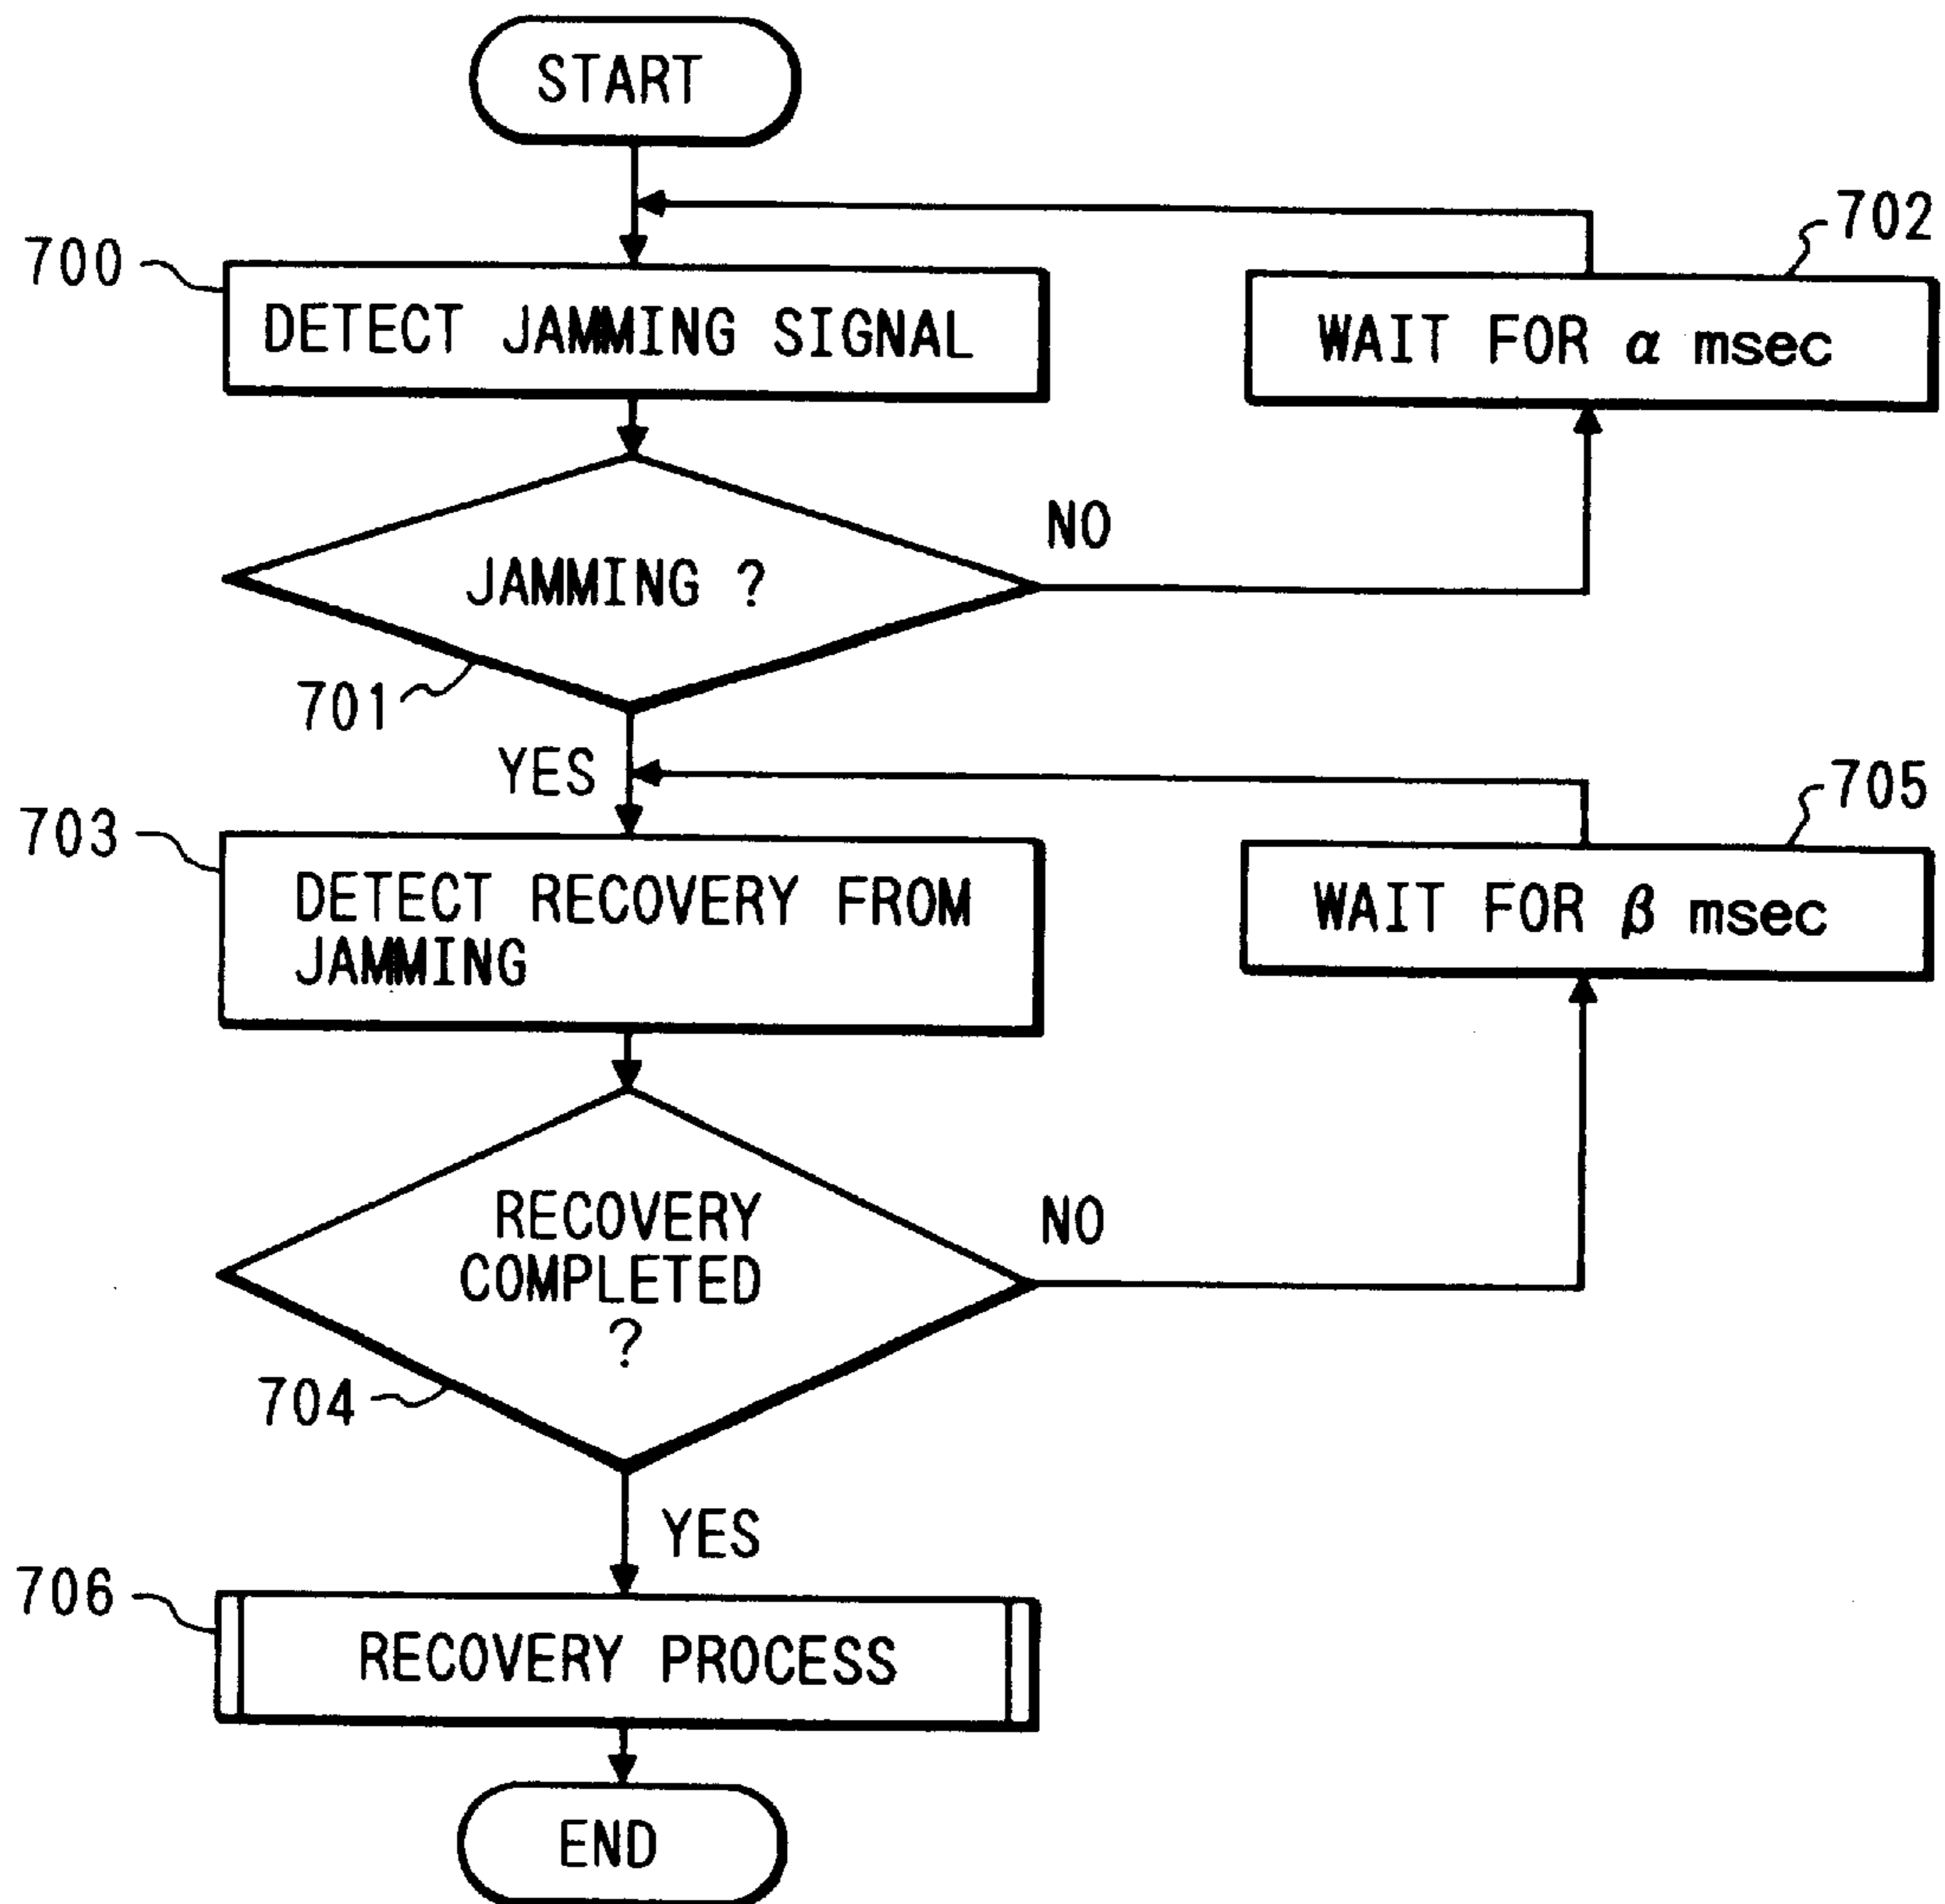 START
702
700
DETECT JAMMING SIGNAL
WAIT FOR α msec
NO
JAMMING ?
701
YES
705
703
DETECT RECOVERY FROM
JAMMING
WAIT FOR β msec
RECOVERY
COMPLETED
?
NO
704
YES
706
RECOVERY PROCESS
END